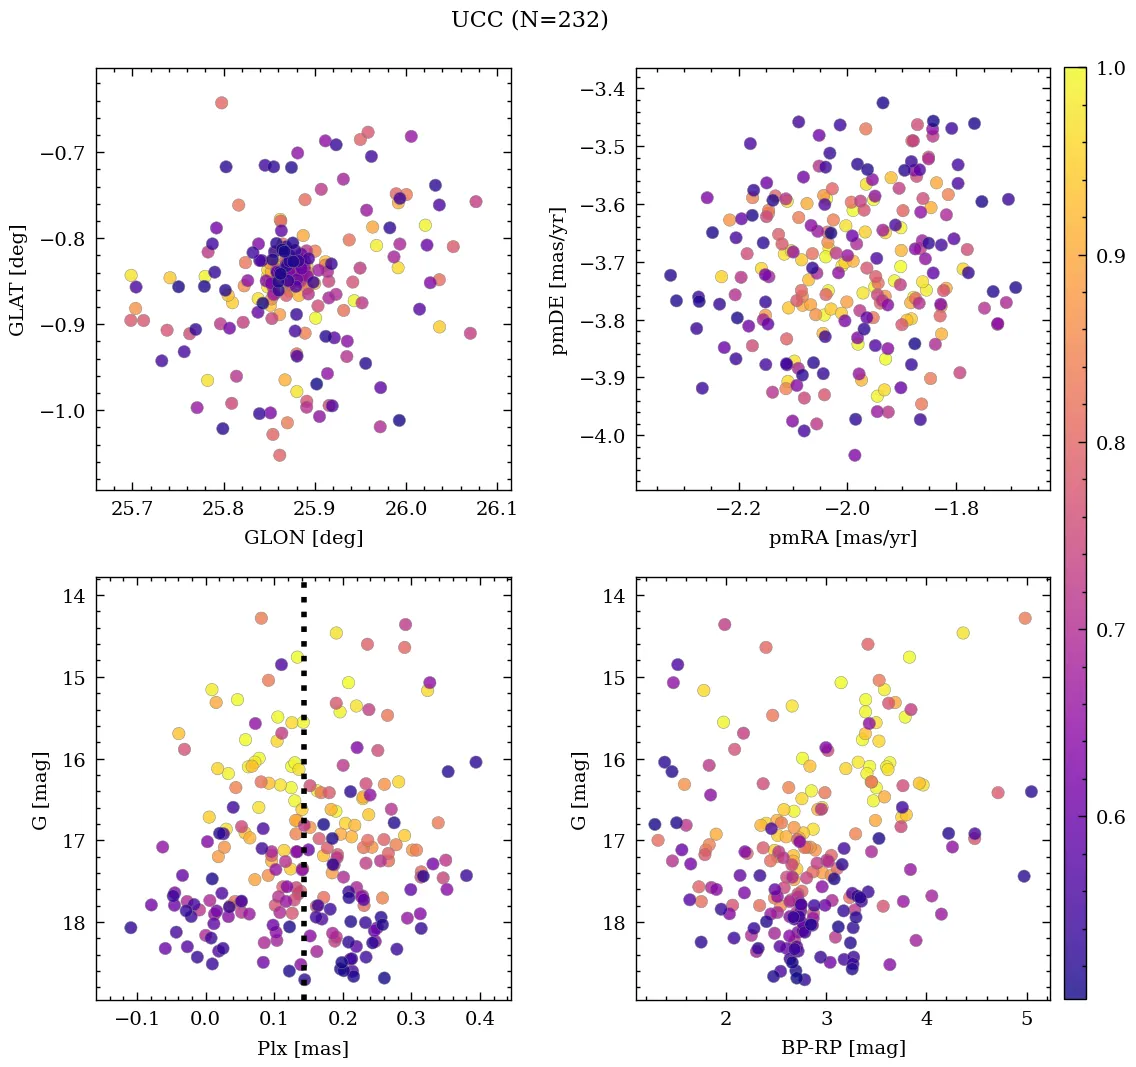 UCC (N=232)
−0.7
−0.8
−0.9
−1.0
GLAT [deg]
25.7 25.8 25.9 26.0 26.1
GLON [deg]
−3.4
−3.5
−3.6
−3.7
−3.8
−3.9
−4.0
pmDE [mas/yr]
−2.2 −2.0 −1.8
pmRA [mas/yr]
14
15
16
17
18
G [mag]
−0.1 0.0 0.1 0.2 0.3 0.4
Plx [mas]
14
15
16
17
18
G [mag]
2 3 4 5
BP-RP [mag]
1.0
0.9
0.8
0.7
0.6